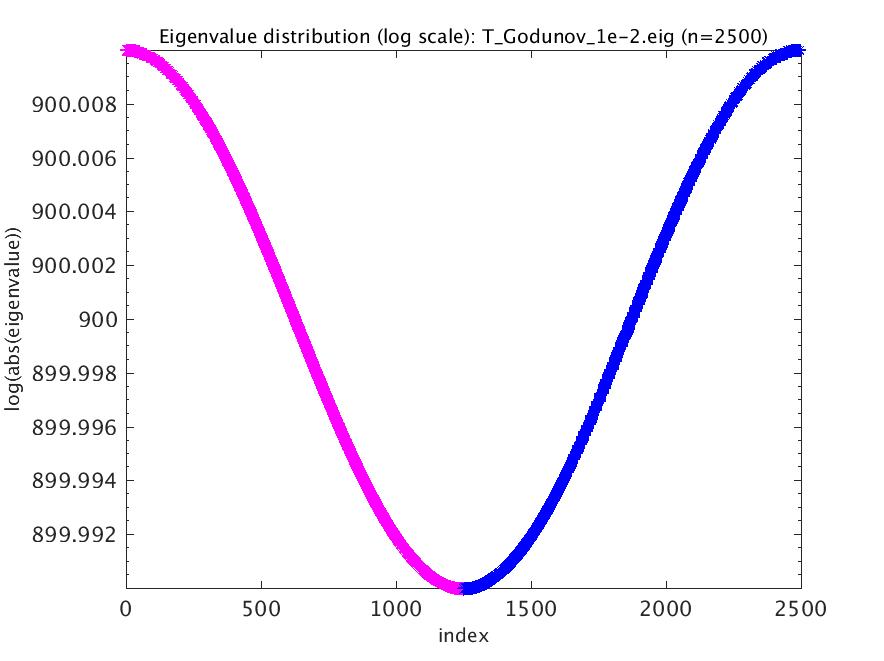 Eigenvalue distribution (log scale): T_Godunov_1e-2.eig (n=2500)
900.008
900.006
900.004
900.002
900
899.998
899.996
899.994
899.992
log(abs(eigenvalue))
0 500 1000 1500 2000 2500
index